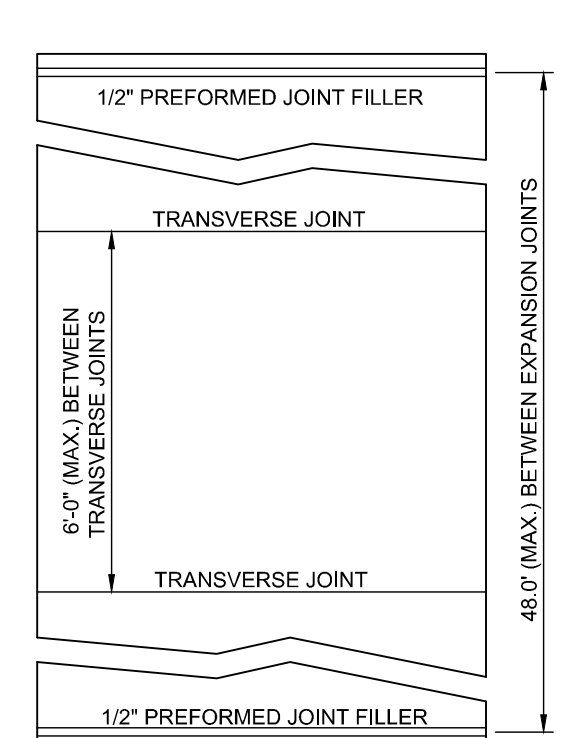 1/2" PREFORMED JOINT FILLER
TRANSVERSE JOINT
6'-0" (MAX.) BETWEEN
TRANSVERSE JOINTS
48.0' (MAX.) BETWEEN EXPANSION JOINTS
TRANSVERSE JOINT
1/2" PREFORMED JOINT FILLER